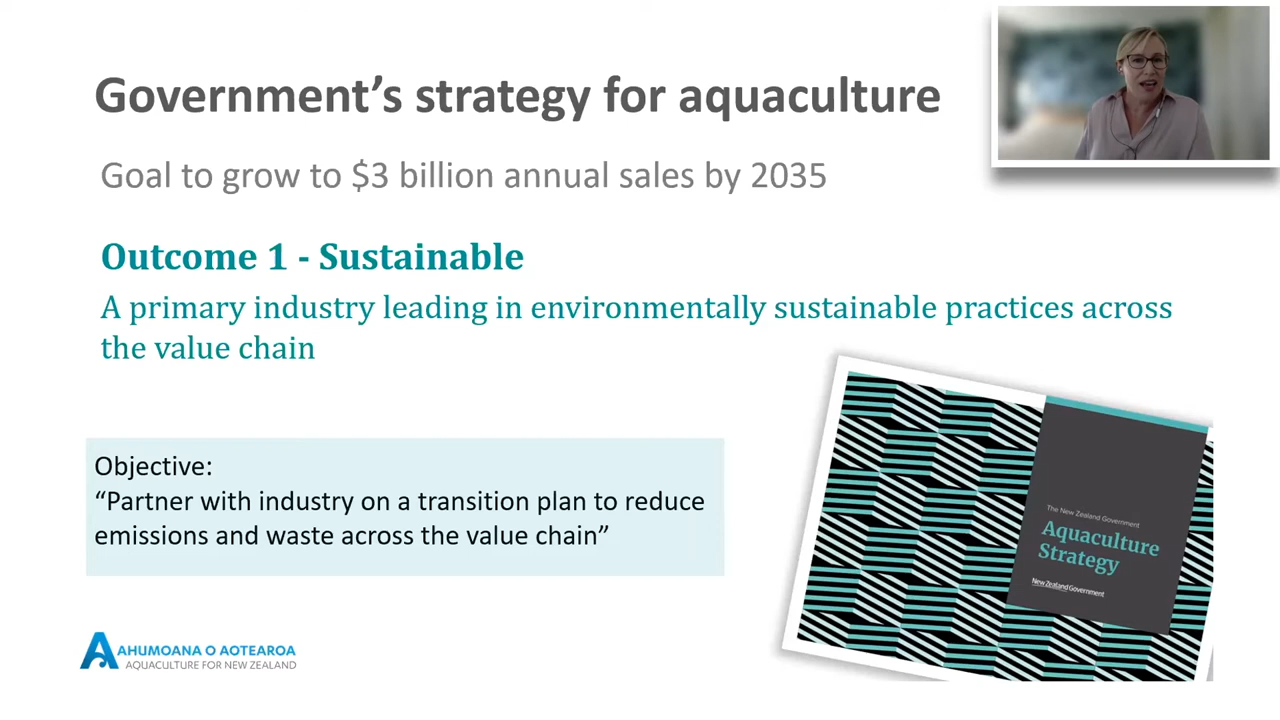 Government’s strategy for aquaculture
Goal to grow to $3 billion annual sales by 2035
Outcome 1 - Sustainable
A primary industry leading in environmentally sustainable practices across
the value chain
Objective:
“Partner with industry on a transition plan to reduce
emissions and waste across the value chain”
The New Zealand Government
Aquaculture
Strategy
New Zealand Government
AHUMOANA O AOTEAROA
AQUACULTURE FOR NEW ZEALAND